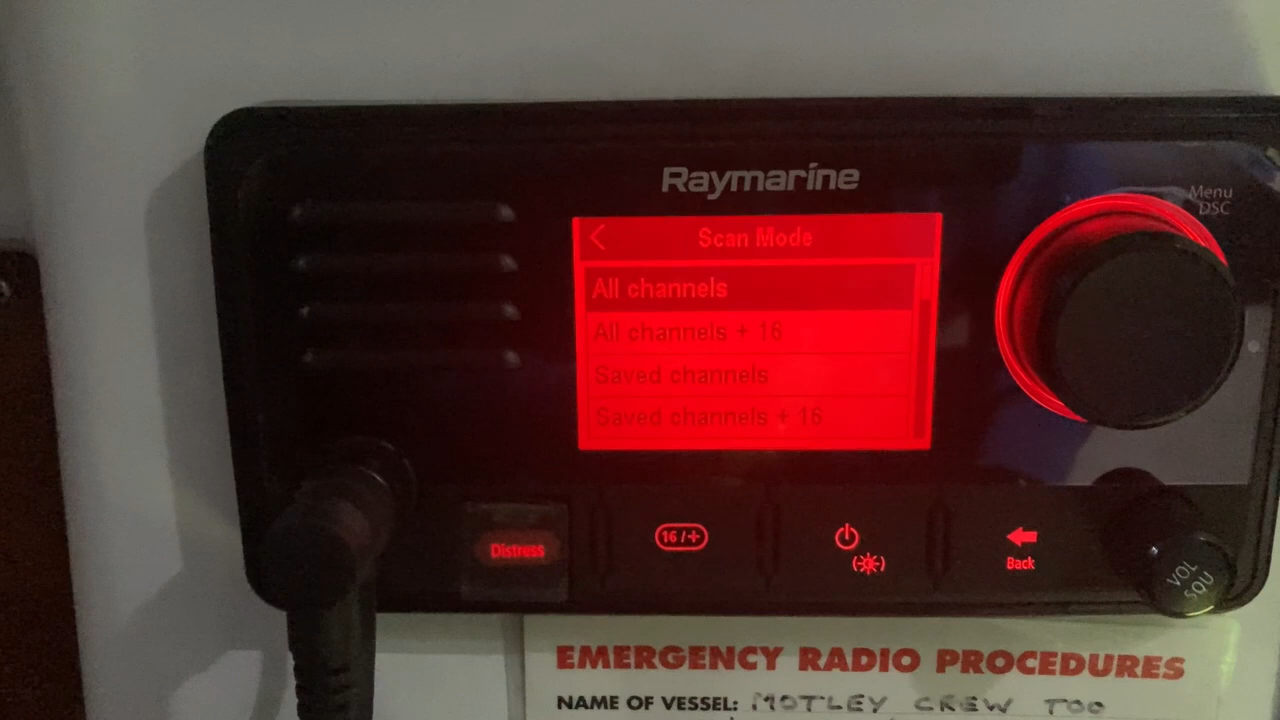 Raymarine
Menu
DSC
Scan Mode
All channels
All channels + 16
Saved channels
Saved channels + 16
Distress
16/+
Back
VOL
SQU
EMERGENCY RADIO PROCEDURES
NAME OF VESSEL: MOTLEY CREW TOO